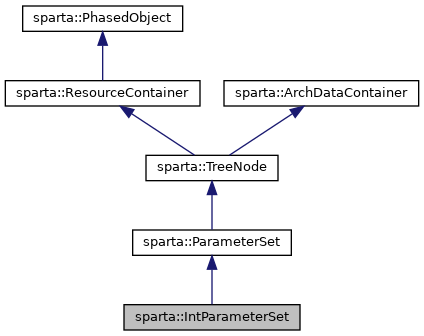 sparta::PhasedObject
sparta::ResourceContainer
sparta::ArchDataContainer
sparta::TreeNode
sparta::ParameterSet
sparta::IntParameterSet